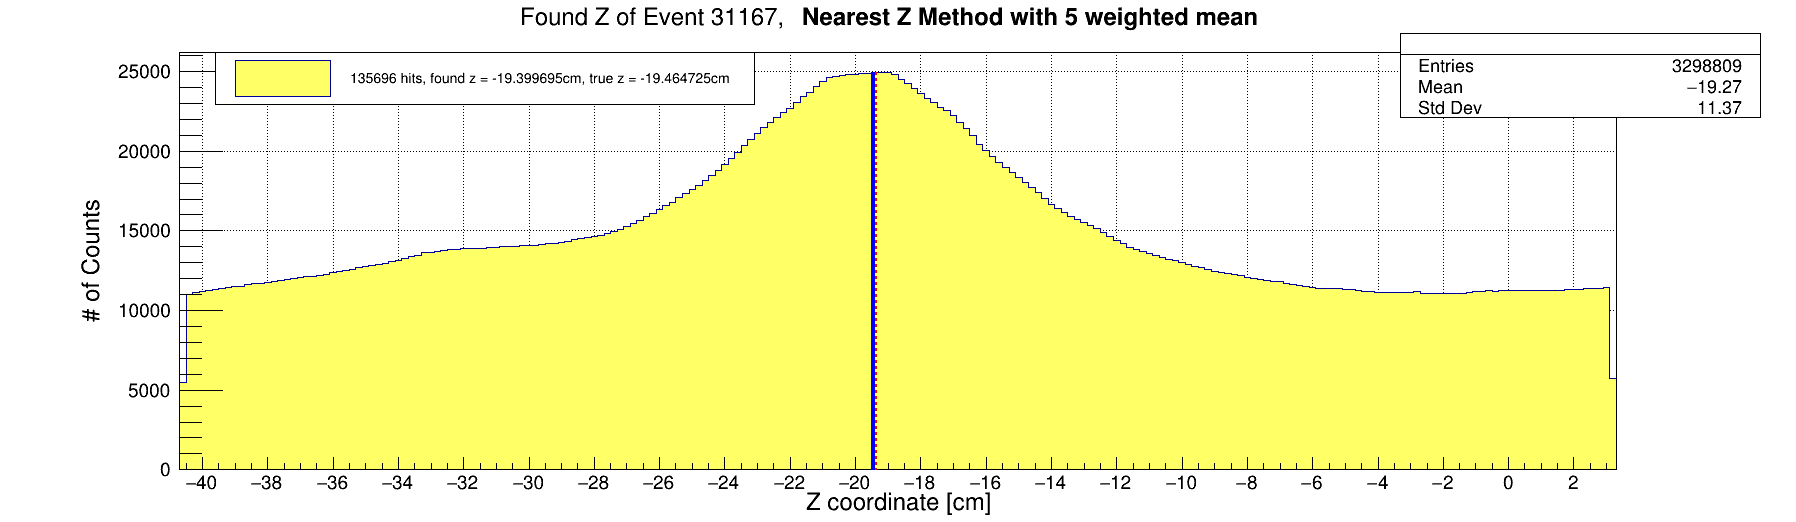 Found Z of Event 31167, Nearest Z Method with 5 weighted mean
135696 hits, found z = -19.399695cm, true z = -19.464725cm
Entries 3298809
Mean −19.27
Std Dev 11.37
# of Counts
25000
20000
15000
10000
5000
0
−40 −38 −36 −34 −32 −30 −28 −26 −24 −22 −20 −18 −16 −14 −12 −10 −8 −6 −4 −2 0 2
Z coordinate [cm]